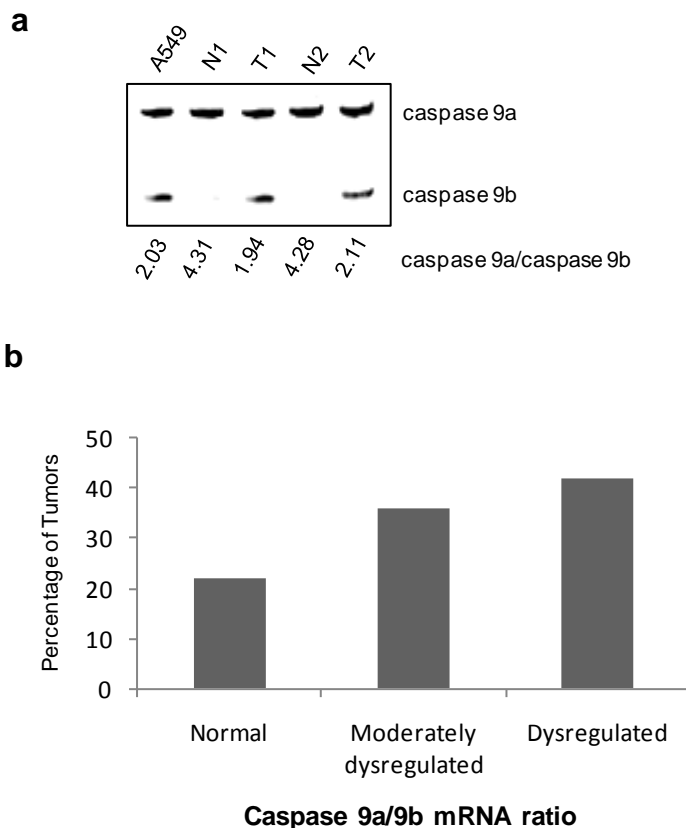 a
A549 N1 T1 N2 T2
caspase 9a
caspase 9b
2.03 4.31 1.94 4.28 2.11 caspase 9a/caspase 9b
b
Percentage of Tumors
50
40
30
20
10
0
Normal Moderately dysregulated Dysregulated
Caspase 9a/9b mRNA ratio